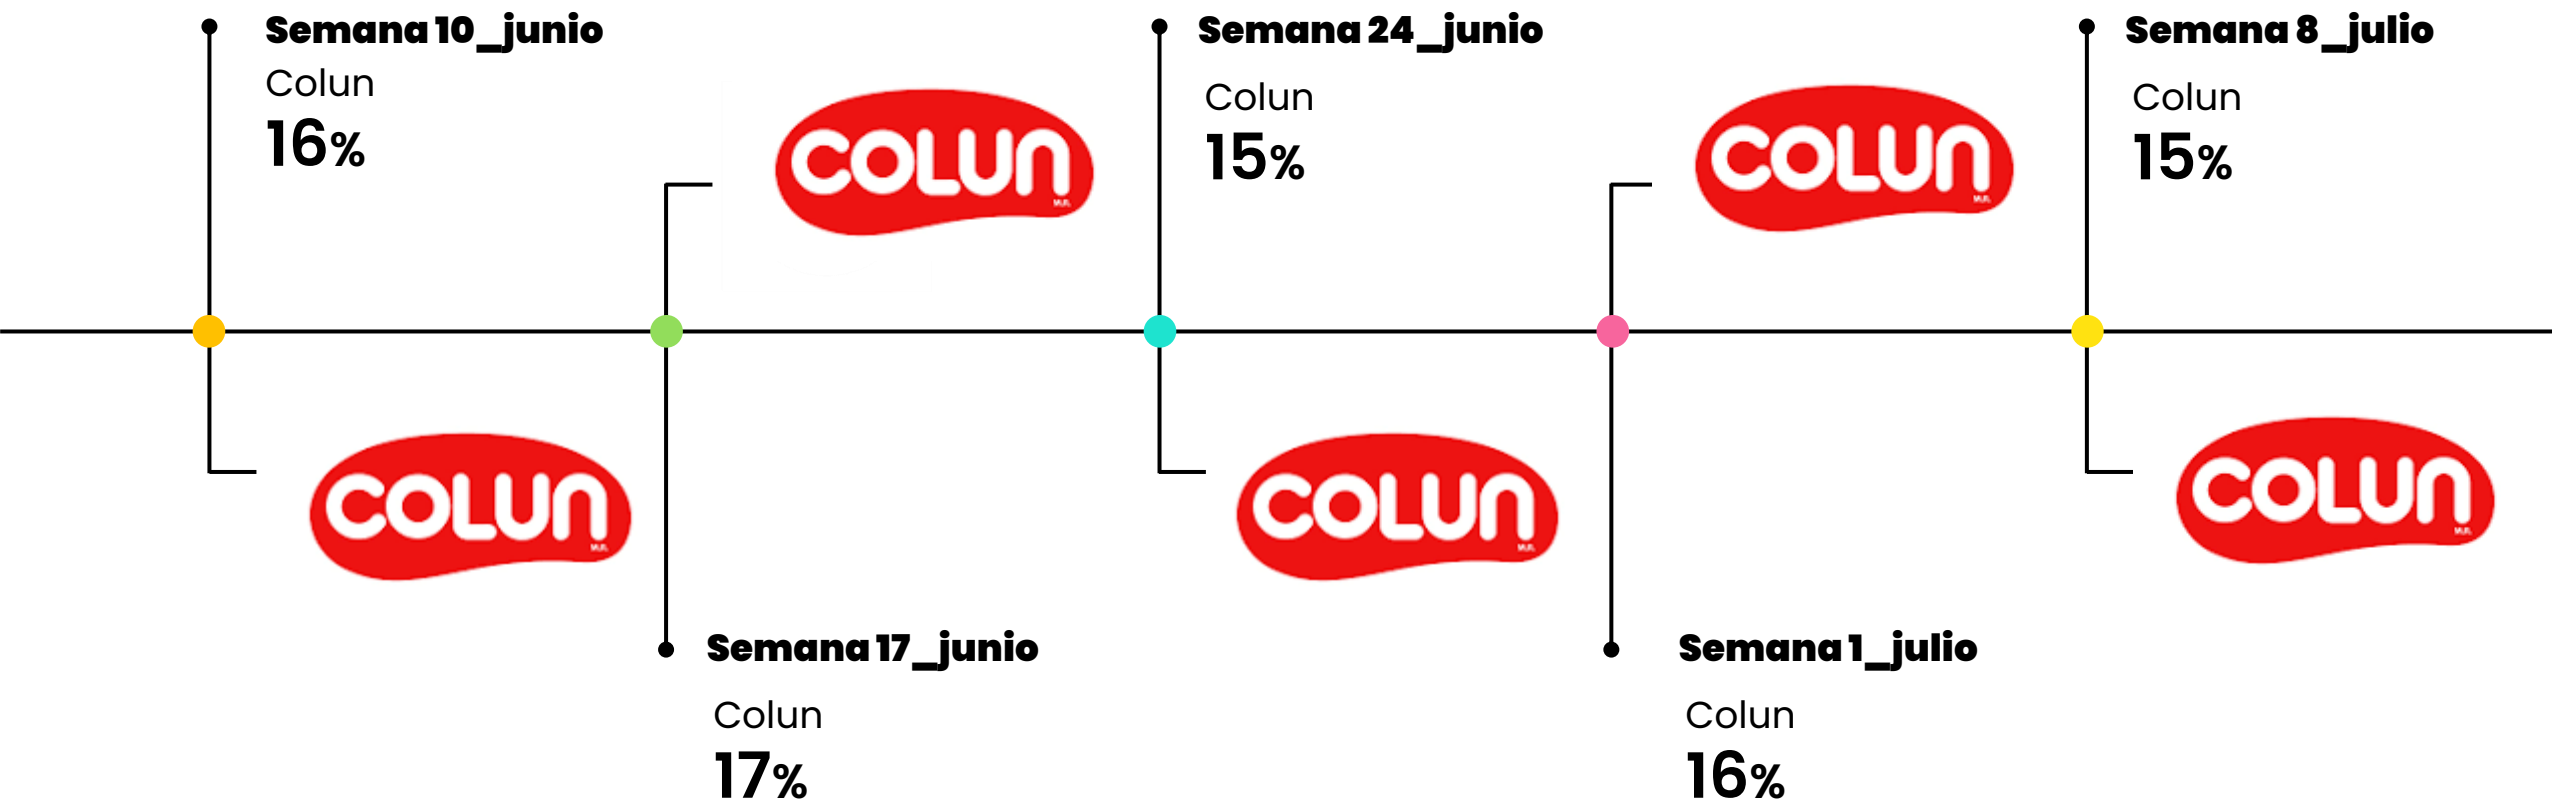 Semana 10_junio
Colun
16%
COLUN
M.R.
COLUN
M.R.
Semana 17_junio
Colun
17%
Semana 24_junio
Colun
15%
COLUN
M.R.
COLUN
M.R.
Semana 1_julio
Colun
16%
Semana 8_julio
Colun
15%
COLUN
M.R.